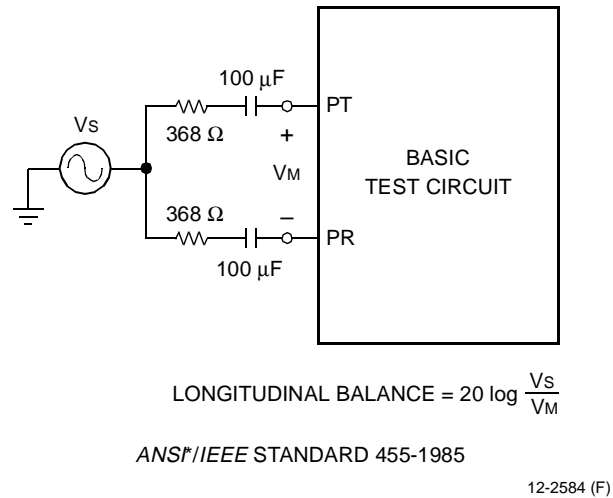 100 µF
PT
Vs
368 Ω
+
VM
BASIC
TEST CIRCUIT
368 Ω
–
PR
100 µF
LONGITUDINAL BALANCE = 20 log Vs/VM
ANSI*/IEEE STANDARD 455-1985
12-2584 (F)